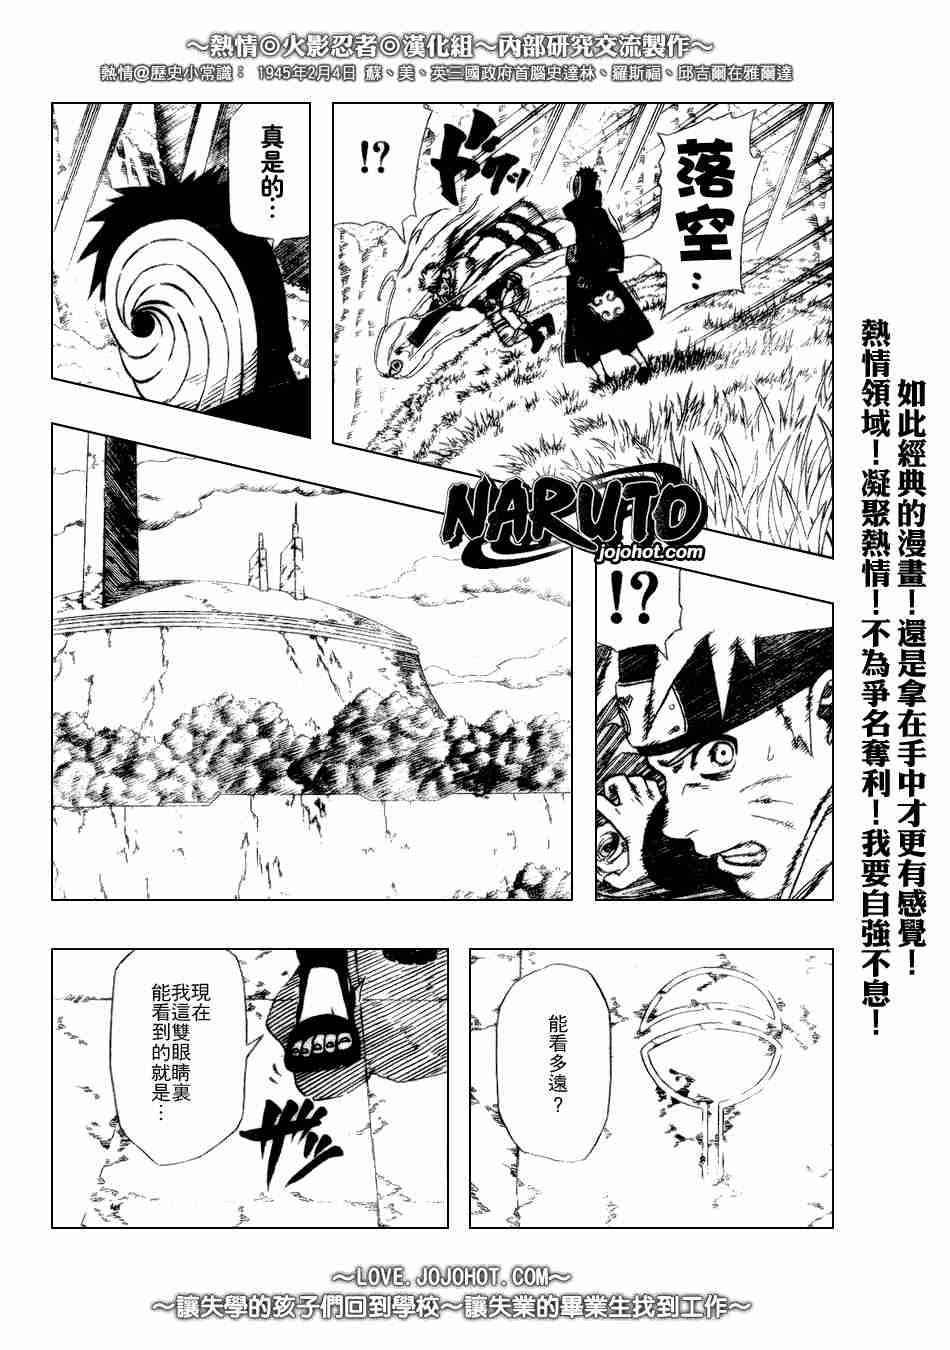 ～熱情◎火影忍者◎漢化組～內部研究交流製作～
熱情@歷史小常識： 1945年2月4日 蘇、美、英三國政府首腦史達林、羅斯福、邱吉爾在雅爾達
落空…
ザッ
!?
真是的…
NARUTO
jojohot.com
!?
能看多遠？
現在
我這雙眼睛裏
能看到的就是…
ザッ
如此經典的漫畫！還是拿在手中才更有感覺！
熱情領域！凝聚熱情！不為爭名奪利！我要自強不息！
～LOVE.JOJOHOT.COM～
～讓失學的孩子們回到學校～讓失業的畢業生找到工作～